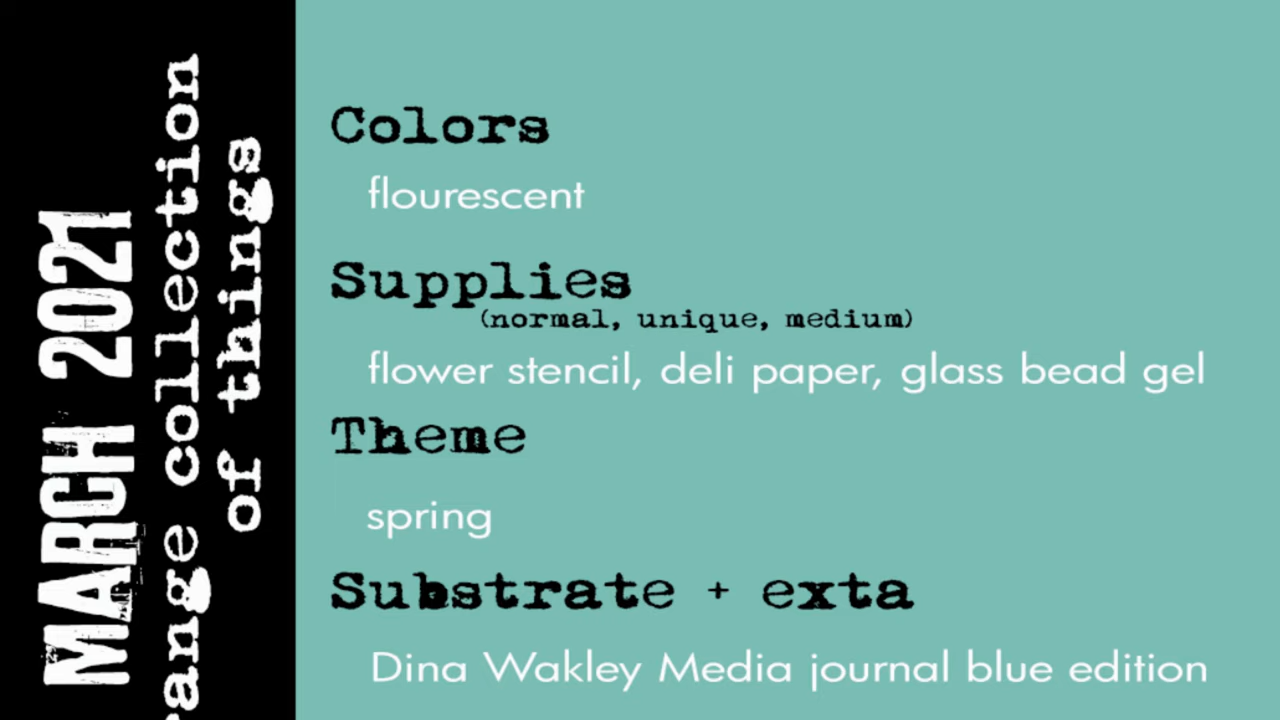 MARCH 2021
collection
of things
Colors
flourescent
Supplies
(normal, unique, medium)
flower stencil, deli paper, glass bead gel
Theme
spring
Substrate + exta
Dina Wakley Media journal blue edition